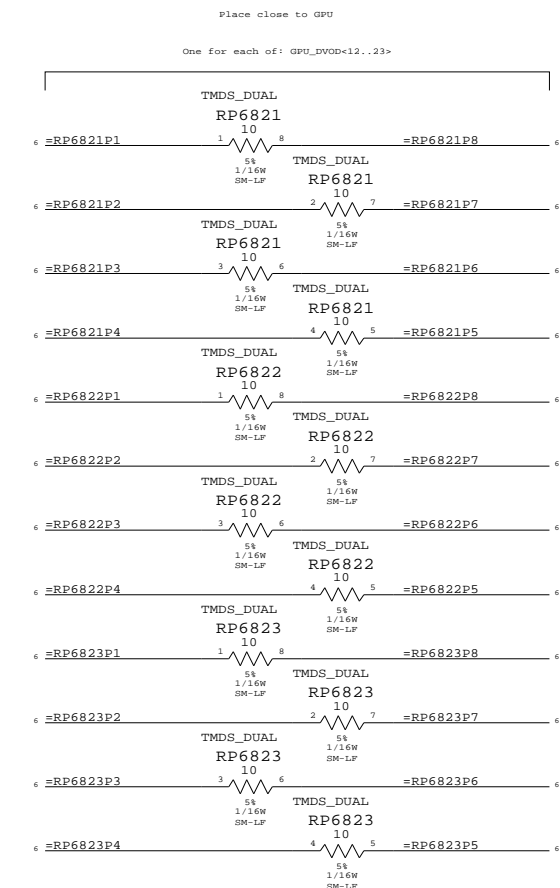 Place close to GPU
One for each of: GPU_DVOD<12..23>
TMDS_DUAL
RP6821
10
6 =RP6821P1 1 8 =RP6821P8 6
5%
1/16W
SM-LF
TMDS_DUAL
RP6821
10
6 =RP6821P2 2 7 =RP6821P7 6
5%
1/16W
SM-LF
TMDS_DUAL
RP6821
10
6 =RP6821P3 3 6 =RP6821P6 6
5%
1/16W
SM-LF
TMDS_DUAL
RP6821
10
6 =RP6821P4 4 5 =RP6821P5 6
5%
1/16W
SM-LF
TMDS_DUAL
RP6822
10
6 =RP6822P1 1 8 =RP6822P8 6
5%
1/16W
SM-LF
TMDS_DUAL
RP6822
10
6 =RP6822P2 2 7 =RP6822P7 6
5%
1/16W
SM-LF
TMDS_DUAL
RP6822
10
6 =RP6822P3 3 6 =RP6822P6 6
5%
1/16W
SM-LF
TMDS_DUAL
RP6822
10
6 =RP6822P4 4 5 =RP6822P5 6
5%
1/16W
SM-LF
TMDS_DUAL
RP6823
10
6 =RP6823P1 1 8 =RP6823P8 6
5%
1/16W
SM-LF
TMDS_DUAL
RP6823
10
6 =RP6823P2 2 7 =RP6823P7 6
5%
1/16W
SM-LF
TMDS_DUAL
RP6823
10
6 =RP6823P3 3 6 =RP6823P6 6
5%
1/16W
SM-LF
TMDS_DUAL
RP6823
10
6 =RP6823P4 4 5 =RP6823P5 6
5%
1/16W
SM-LF